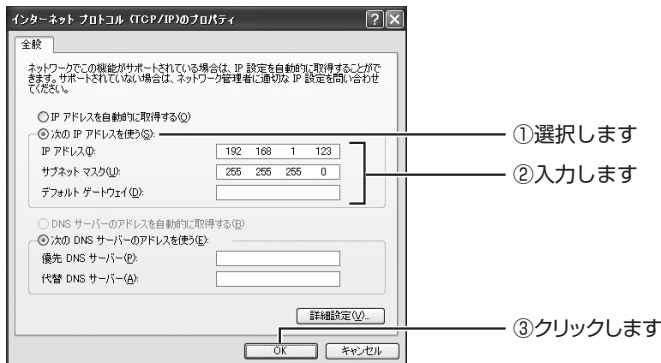 インターネット プロトコル (TCP/IP)のプロパティ
全般
ネットワークでこの機能がサポートされている場合は、IP 設定を自動的に取得することがで
きます。サポートされていない場合は、ネットワーク管理者に適切な IP 設定を問い合わせ
てください。
IP アドレスを自動的に取得する(O)
次の IP アドレスを使う(S):
①選択します
IP アドレス(I): 192 168 1 123
サブネット マスク(U): 255 255 255 0
②入力します
デフォルト ゲートウェイ(D):
DNS サーバーのアドレスを自動的に取得する(B)
次の DNS サーバーのアドレスを使う(E):
優先 DNS サーバー(P):
代替 DNS サーバー(A):
詳細設定(V)...
③クリックします
OK キャンセル